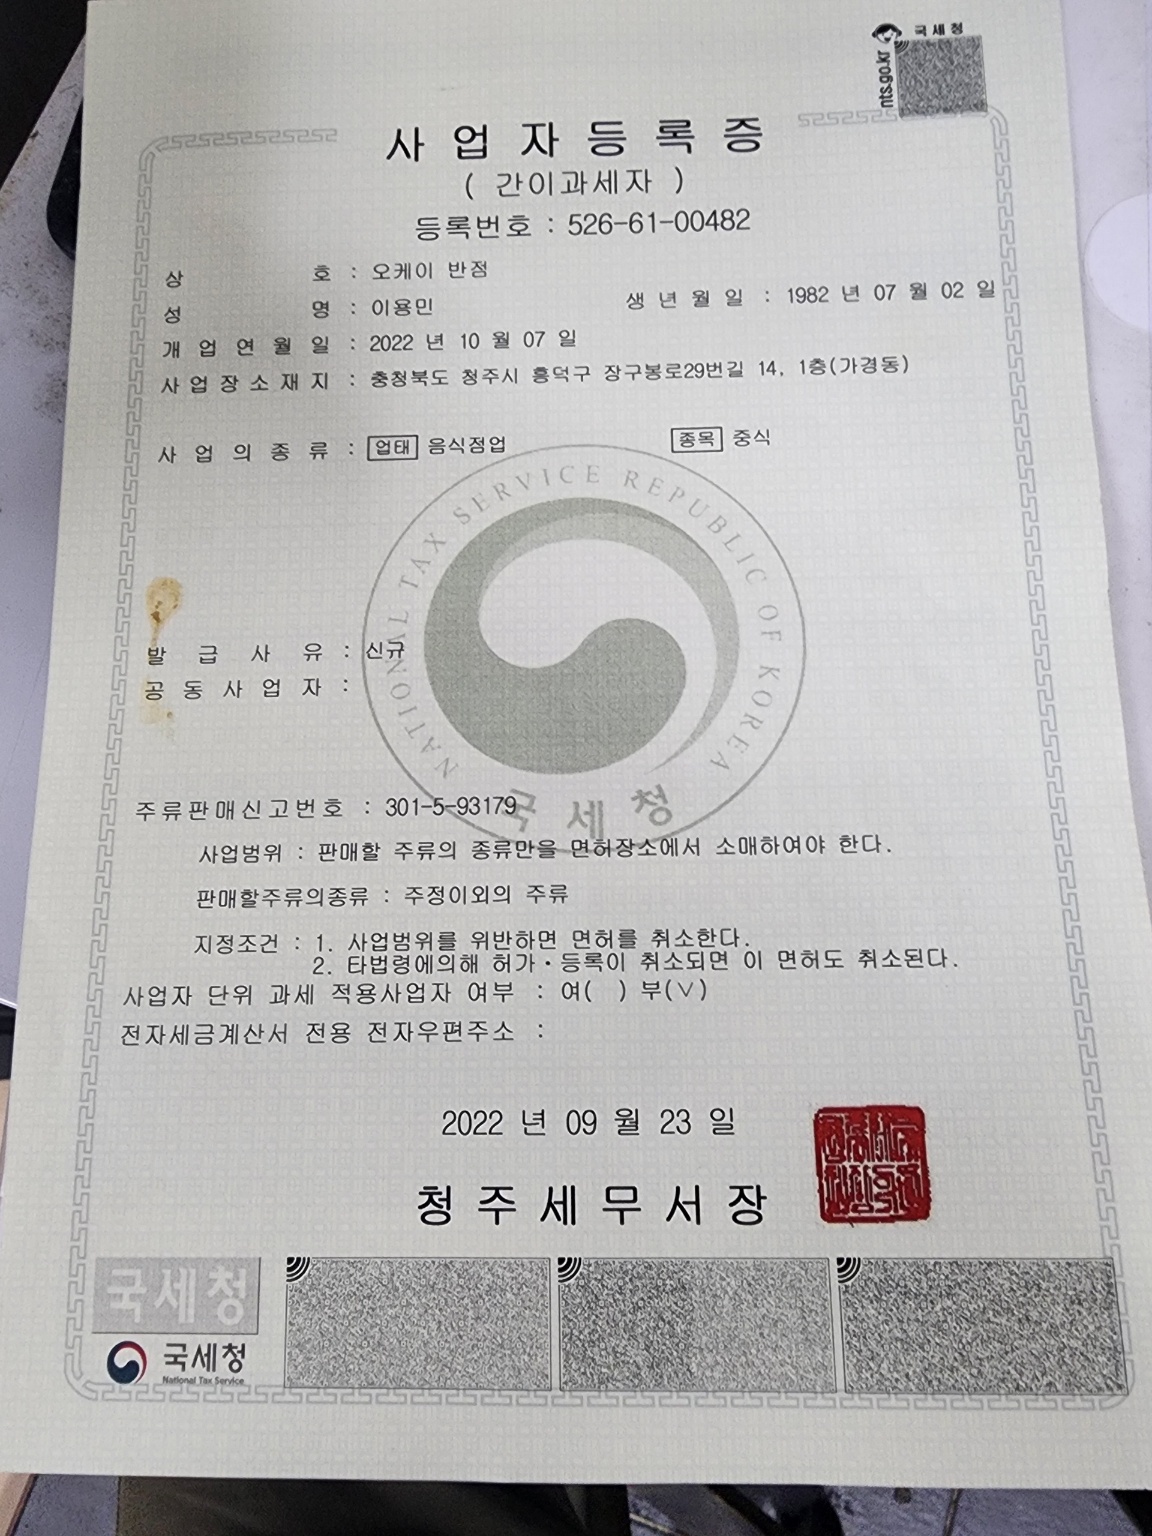 국세청
nts.go.kr
사업자등록증
( 간이과세자 )
등록번호 : 526-61-00482
상 호 : 오케이 반점
성 명 : 이용민 생년월일 : 1982 년 07 월 02 일
개업연월일 : 2022 년 10 월 07 일
사업장소재지 : 충청북도 청주시 흥덕구 장구봉로29번길 14, 1층(가경동)
사업의종류 : 업태 음식점업 종목 중식
NATIONAL TAX SERVICE REPUBLIC OF KOREA
발급사유 : 신규
공동사업자 :
국세청
주류판매신고번호 : 301-5-93179
사업범위 : 판매할 주류의 종류만을 면허장소에서 소매하여야 한다.
판매할주류의종류 : 주정이외의 주류
지정조건 : 1. 사업범위를 위반하면 면허를 취소한다.
2. 타법령에의해 허가・등록이 취소되면 이 면허도 취소된다.
사업자 단위 과세 적용사업자 여부 : 여( ) 부(∨)
전자세금계산서 전용 전자우편주소 :
2022 년 09 월 23 일
청주세무서장
국세청
국세청
National Tax Service